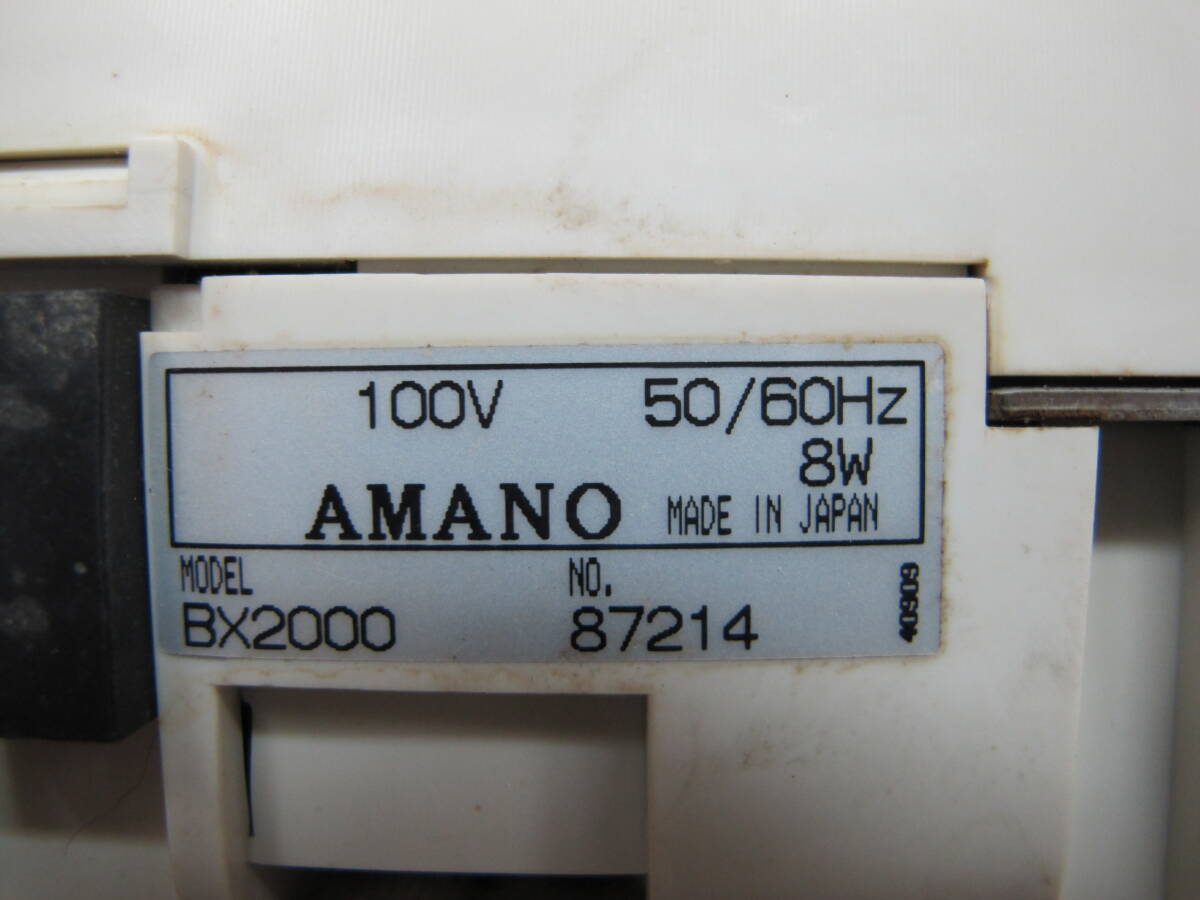 100V 50/60Hz
8W
AMANO MADE IN JAPAN
MODEL NO.
BX2000 87214
40909